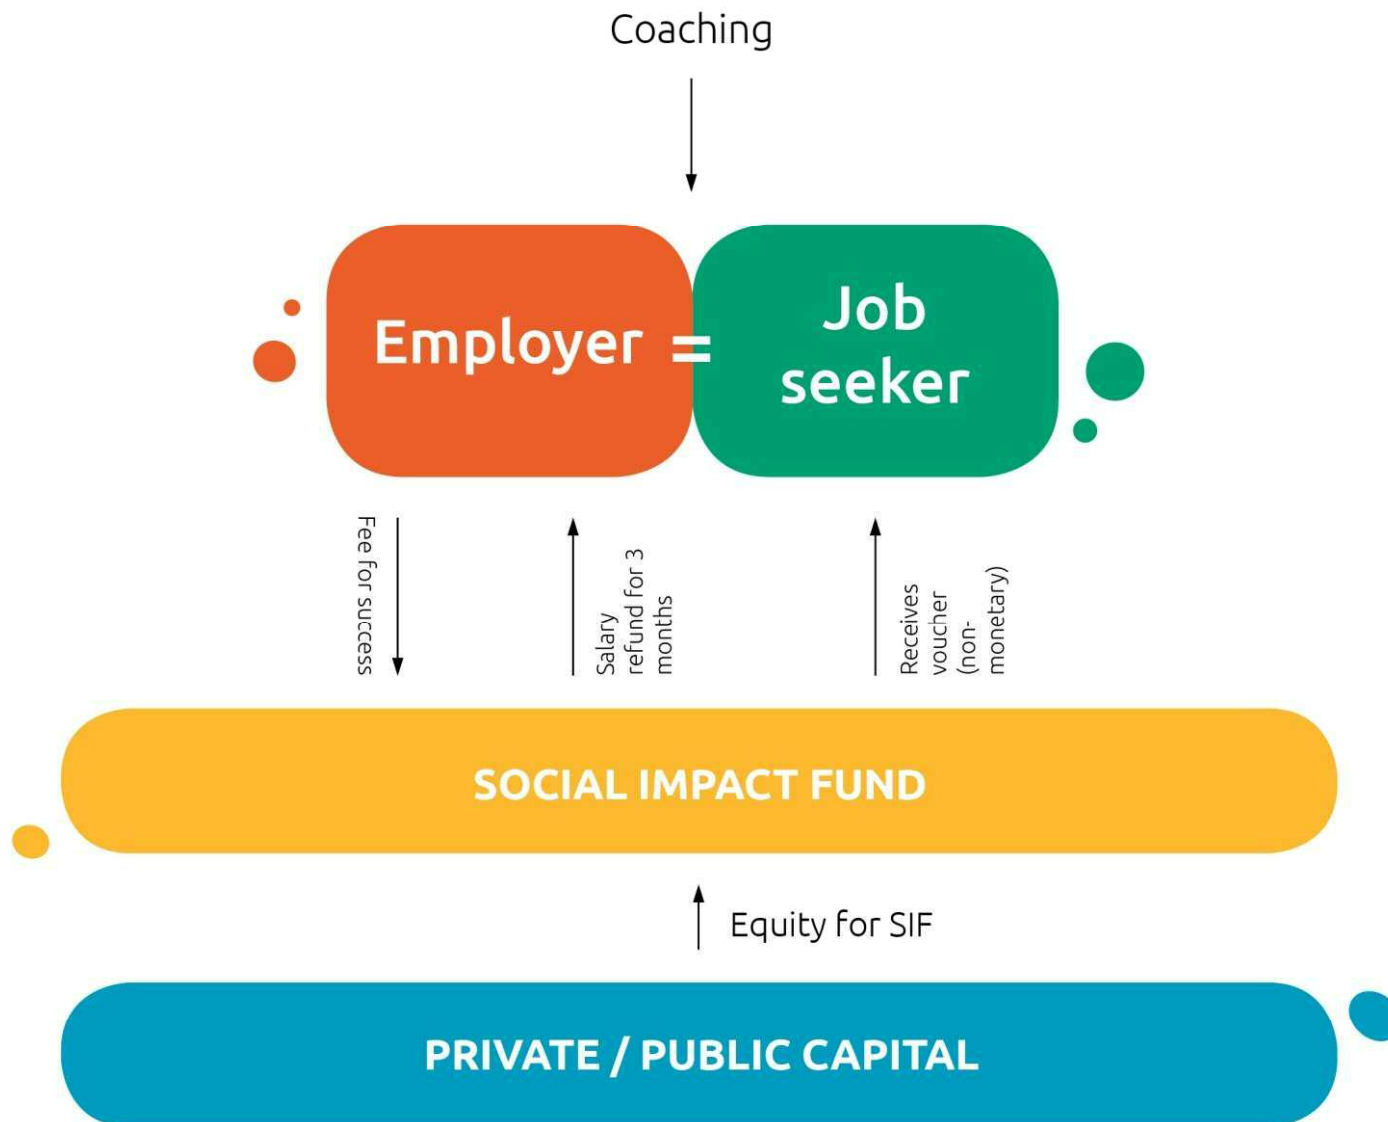 Coaching
Employer =
Job
seeker
Fee for success
Salary
refund for 3
months
Receives
voucher
(non-
monetary)
SOCIAL IMPACT FUND
Equity for SIF
PRIVATE / PUBLIC CAPITAL